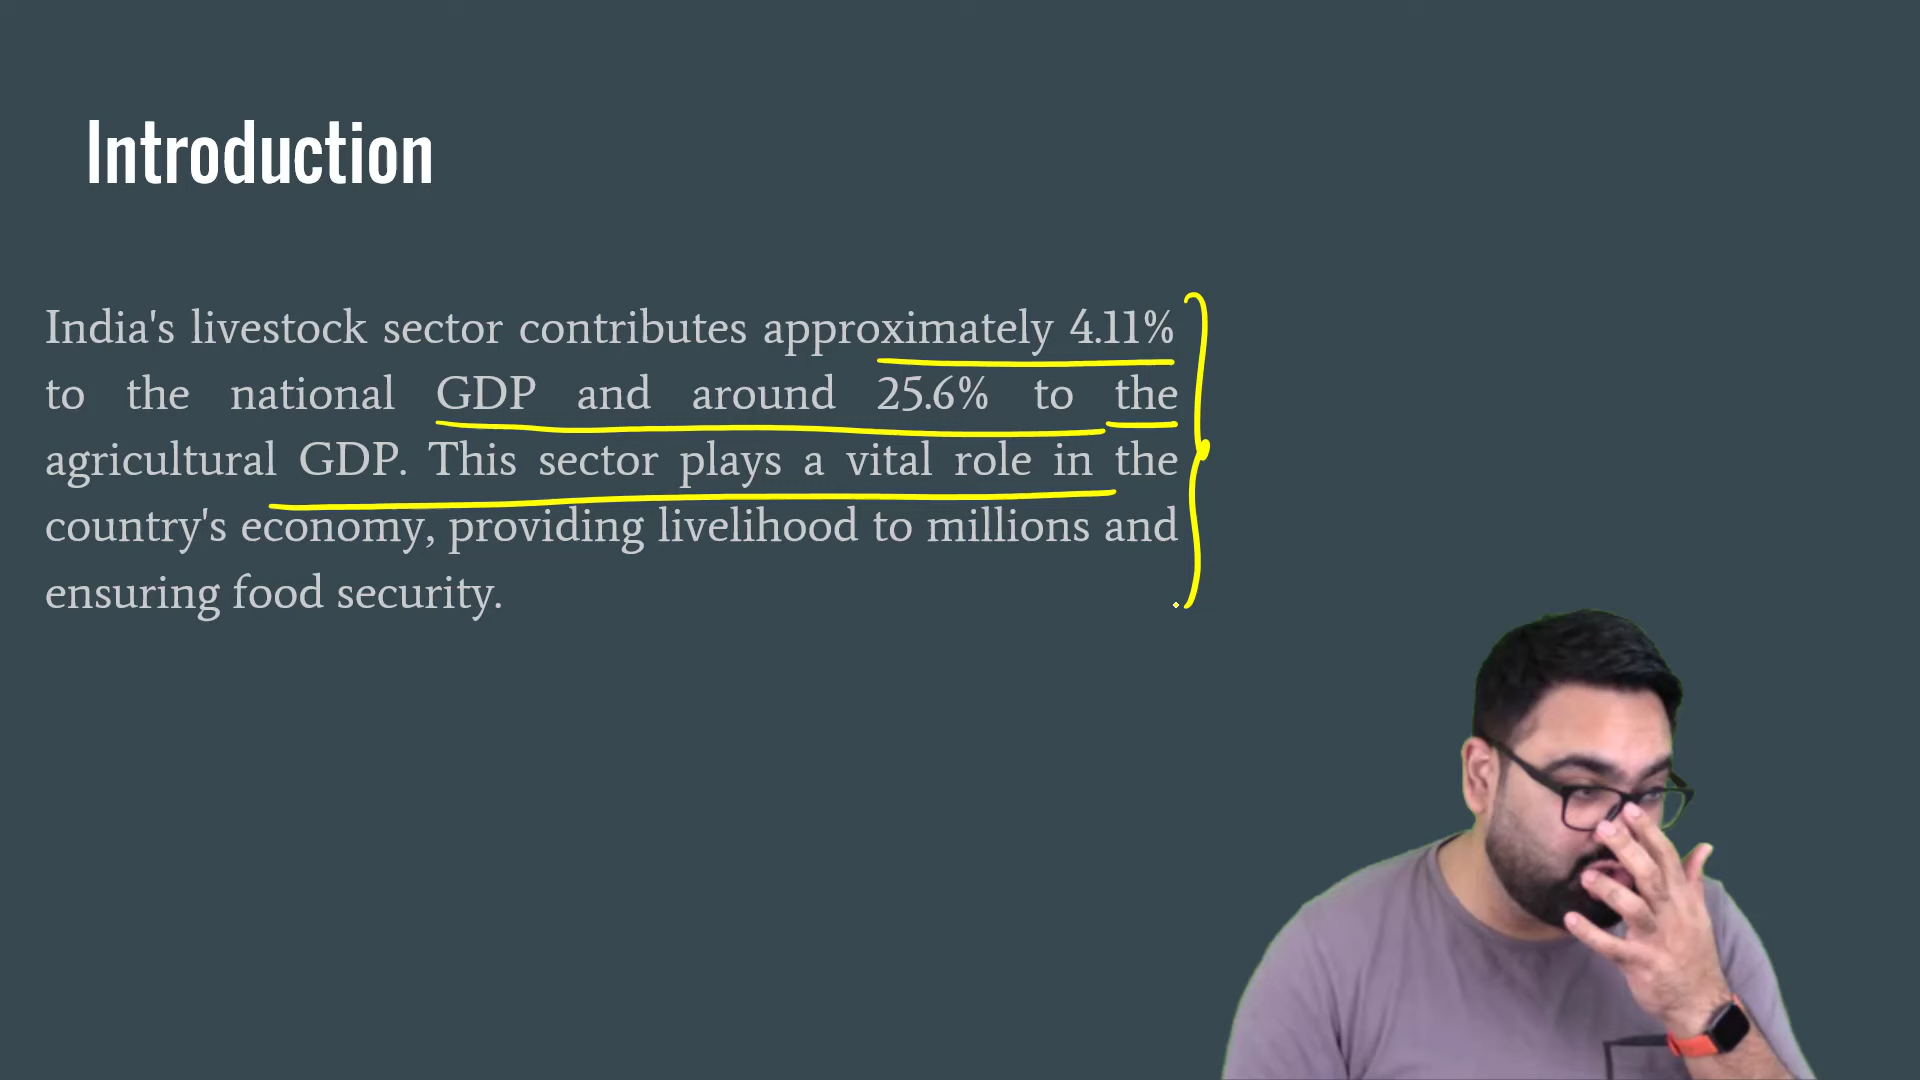 Introduction
India's livestock sector contributes approximately 4.11%
to the national GDP and around 25.6% to the
agricultural GDP. This sector plays a vital role in the
country's economy, providing livelihood to millions and
ensuring food security.